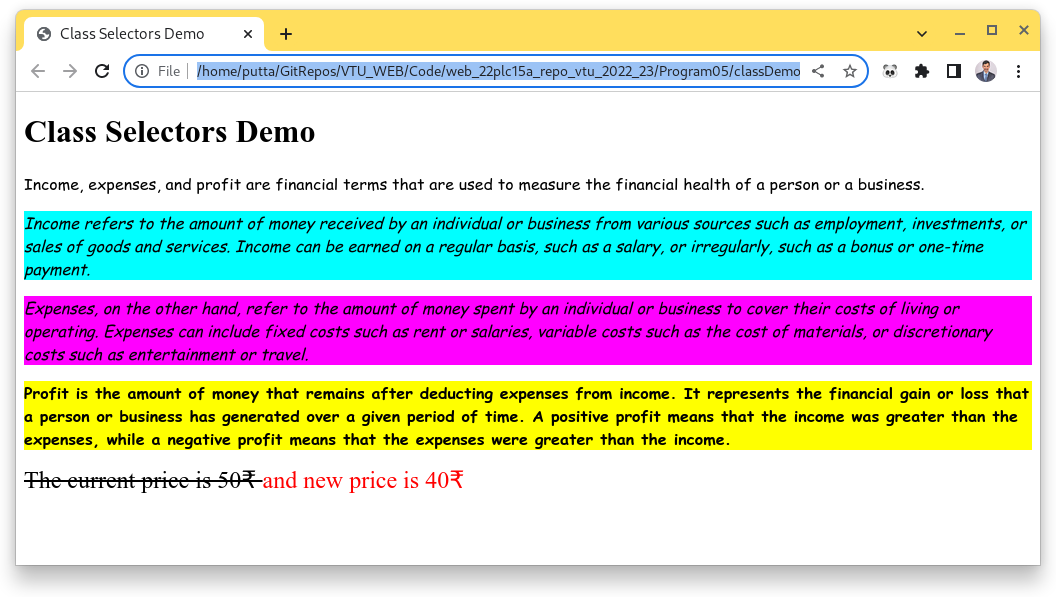 Class Selectors Demo
File
/home/putta/GitRepos/VTU_WEB/Code/web_22plc15a_repo_vtu_2022_23/Program05/classDemo
Class Selectors Demo
Income, expenses, and profit are financial terms that are used to measure the financial health of a person or a business.
Income refers to the amount of money received by an individual or business from various sources such as employment, investments, or
sales of goods and services. Income can be earned on a regular basis, such as a salary, or irregularly, such as a bonus or one-time
payment.
Expenses, on the other hand, refer to the amount of money spent by an individual or business to cover their costs of living or
operating. Expenses can include fixed costs such as rent or salaries, variable costs such as the cost of materials, or discretionary
costs such as entertainment or travel.
Profit is the amount of money that remains after deducting expenses from income. It represents the financial gain or loss that
a person or business has generated over a given period of time. A positive profit means that the income was greater than the
expenses, while a negative profit means that the expenses were greater than the income.
The current price is 50₹ and new price is 40₹